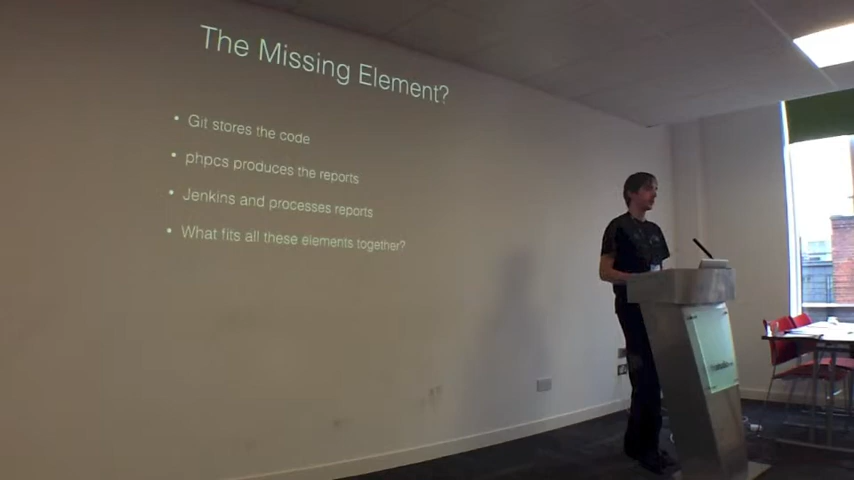 The Missing Element?
• Git stores the code
• phpcs produces the reports
• Jenkins and processes reports
• What fits all these elements together?